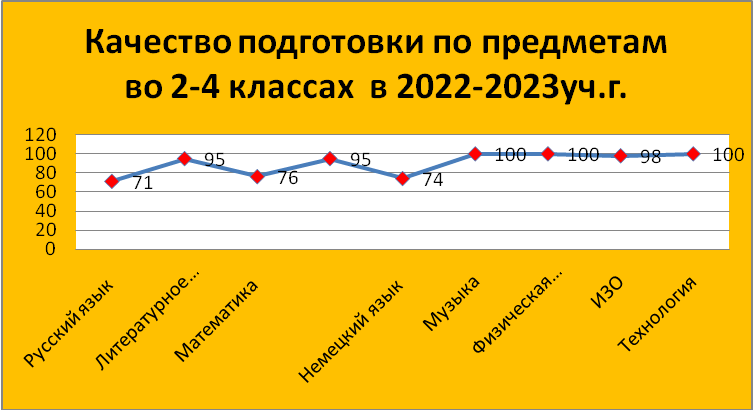 Качество подготовки по предметам
во 2-4 классах в 2022-2023уч.г.
120
100
80
60
40
20
0
71
95
76
95
74
100
100
98
100
Русский язык
Литературное...
Математика
Немецкий язык
Музыка
Физическая...
ИЗО
Технология